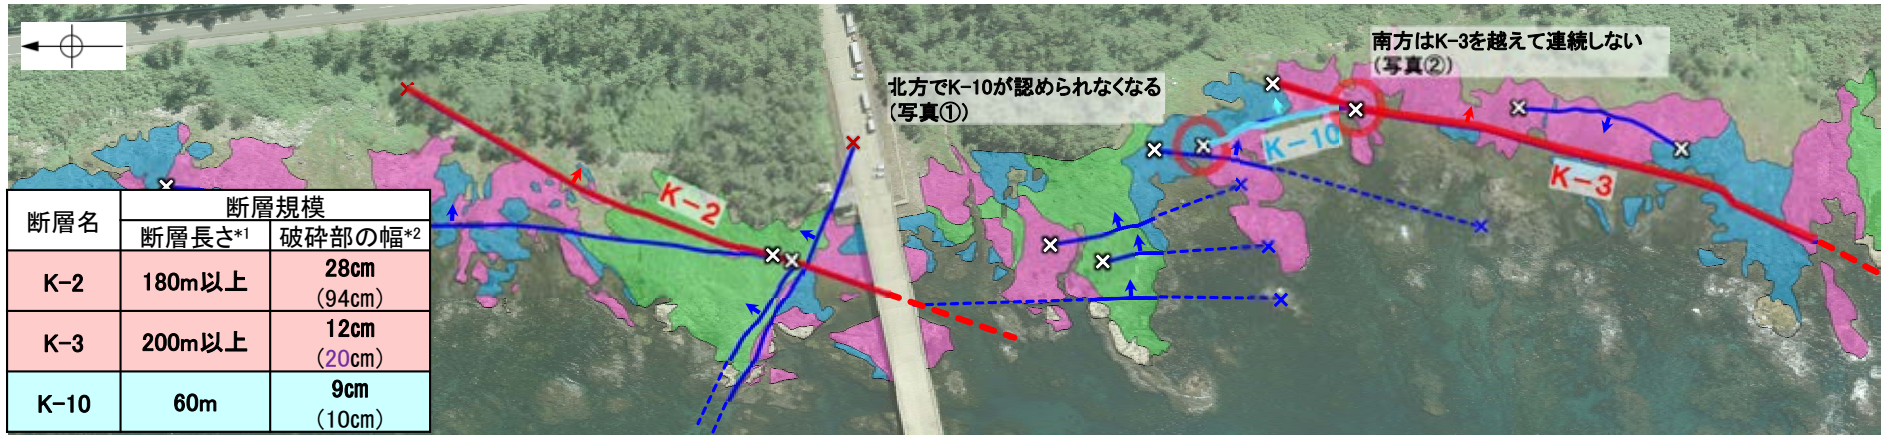 北方でK-10が認められなくなる
(写真①)
南方はK-3を越えて連続しない
(写真②)
K-2
K-10
K-3
断層名
断層規模
断層長さ*1
破砕部の幅*2
K-2
180m以上
28cm
(94cm)
K-3
200m以上
12cm
(20cm)
K-10
60m
9cm
(10cm)